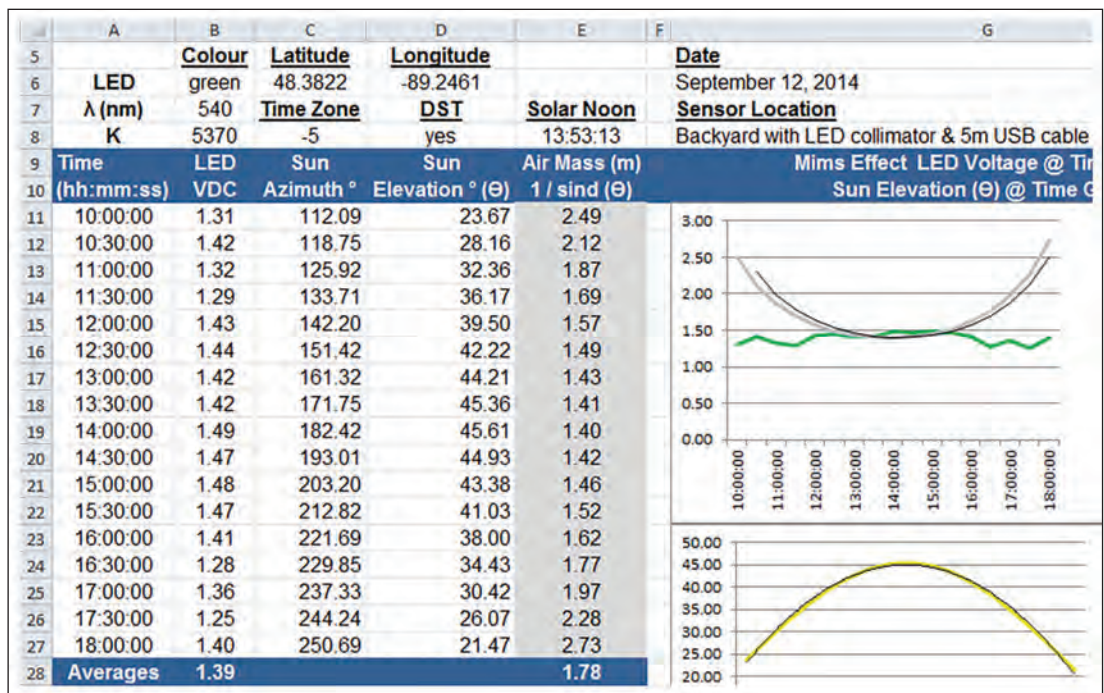 A B C D E F G
5 Colour Latitude Longitude Date
6 LED green 48.3822 -89.2461 September 12, 2014
7 λ (nm) 540 Time Zone DST Solar Noon Sensor Location
8 K 5370 -5 yes 13:53:13 Backyard with LED collimator & 5m USB cable
9 Time LED Sun Sun Air Mass (m) Mims Effect LED Voltage @
10 (hh:mm:ss) VDC Azimuth ° Elevation ° (Θ) 1 / sind (Θ) Sun Elevation (Θ) @ Time
11 10:00:00 1.31 112.09 23.67 2.49
12 10:30:00 1.42 118.75 28.16 2.12
13 11:00:00 1.32 125.92 32.36 1.87
14 11:30:00 1.29 133.71 36.17 1.69
15 12:00:00 1.43 142.20 39.50 1.57
16 12:30:00 1.44 151.42 42.22 1.49
17 13:00:00 1.42 161.32 44.21 1.43
18 13:30:00 1.42 171.75 45.36 1.41
19 14:00:00 1.49 182.42 45.61 1.40
20 14:30:00 1.47 193.01 44.93 1.42
21 15:00:00 1.48 203.20 43.38 1.46
22 15:30:00 1.47 212.82 41.03 1.52
23 16:00:00 1.41 221.69 38.00 1.62
24 16:30:00 1.28 229.85 34.43 1.77
25 17:00:00 1.36 237.33 30.42 1.97
26 17:30:00 1.25 244.24 26.07 2.28
27 18:00:00 1.40 250.69 21.47 2.73
28 Averages 1.39 1.78
3.00
2.50
2.00
1.50
1.00
0.50
0.00
10:00:00 11:00:00 12:00:00 13:00:00 14:00:00 15:00:00 16:00:00 17:00:00 18:00:00
50.00
45.00
40.00
35.00
30.00
25.00
20.00